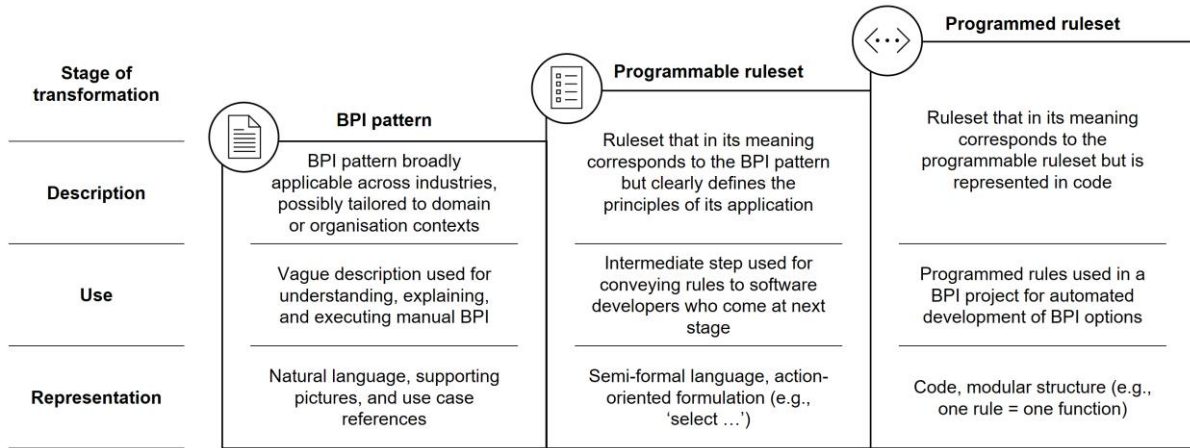 Stage of
transformation
BPI pattern
Programmable ruleset
Programmed ruleset
Description
BPI pattern broadly
applicable across industries,
possibly tailored to domain
or organisation contexts
Ruleset that in its meaning
corresponds to the BPI pattern
but clearly defines the
principles of its application
Ruleset that in its meaning
corresponds to the
programmable ruleset but is
represented in code
Use
Vague description used for
understanding, explaining,
and executing manual BPI
Intermediate step used for
conveying rules to software
developers who come at next
stage
Programmed rules used in a
BPI project for automated
development of BPI options
Representation
Natural language, supporting
pictures, and use case
references
Semi-formal language, action-
oriented formulation (e.g.,
‘select ...’)
Code, modular structure (e.g.,
one rule = one function)